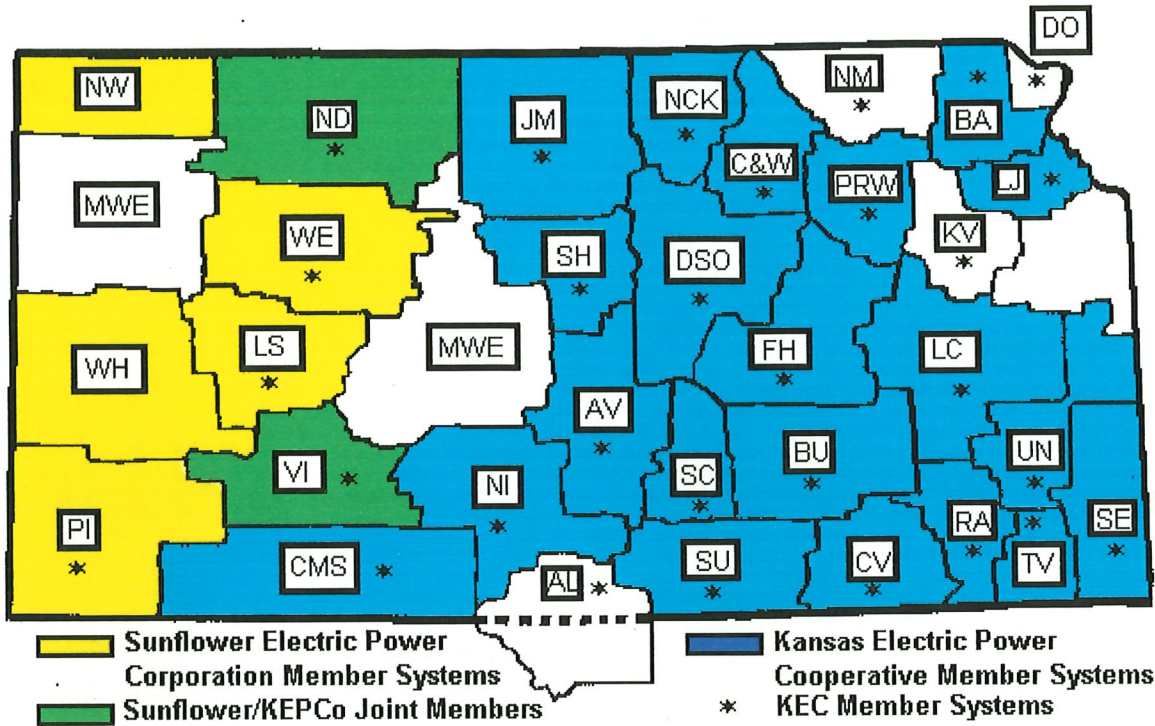 DO
NW
ND
JM
NCK
NM
BA
C&W
PRW
LJ
MWE
WE
SH
DSO
KV
WH
LS
MWE
FH
LC
AV
VI
NI
SC
BU
UN
PI
CMS
AL
SU
CV
RA
TV
SE
Sunflower Electric Power
Corporation Member Systems
Sunflower/KEPCo Joint Members
Kansas Electric Power
Cooperative Member Systems
* KEC Member Systems